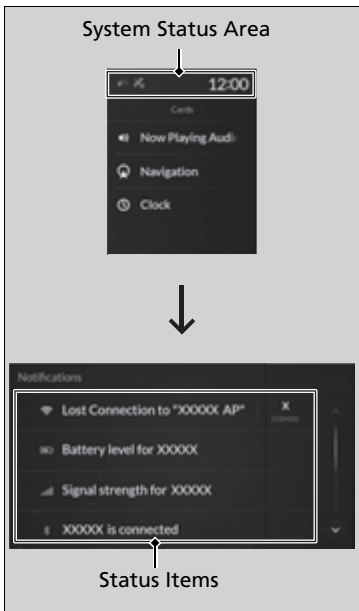 System Status Area
12:00
Cards
Now Playing Audi
Navigation
Clock
Notifications
Lost Connection to "XXXXX AP"
X
Battery level for XXXXX
Signal strength for XXXXX
XXXXX is connected
Status Items